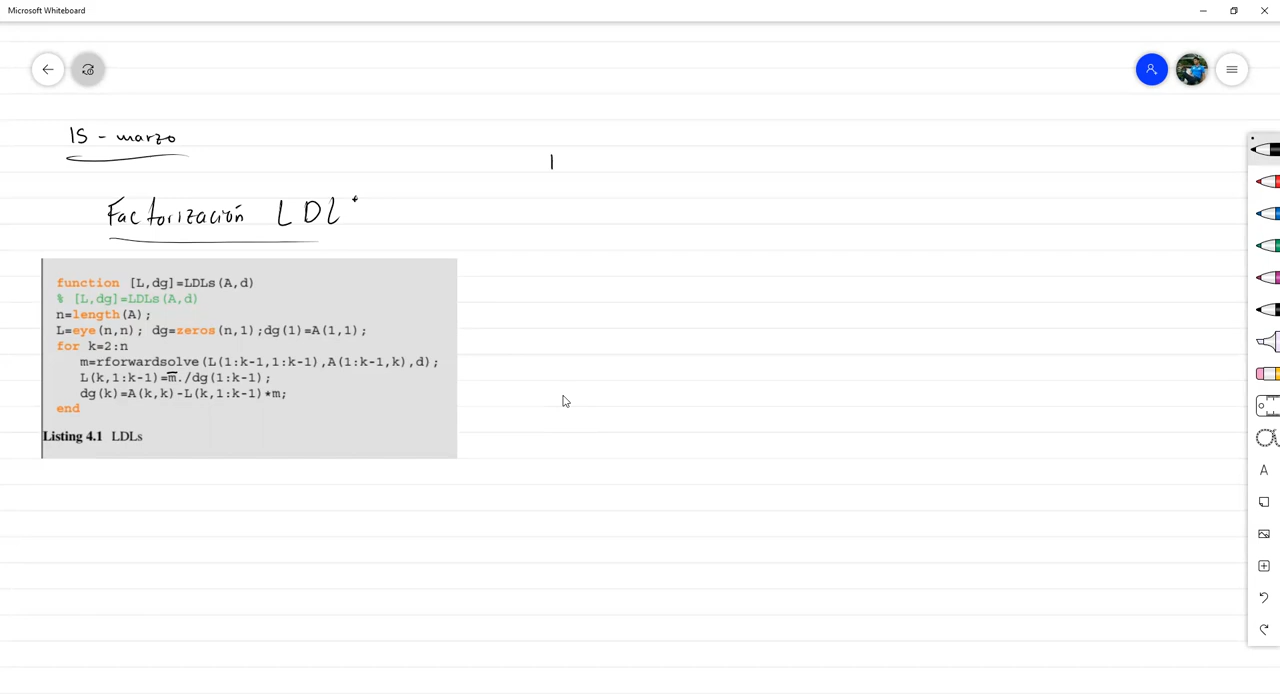 Microsoft Whiteboard
15 - marzo
Factorización LDL*
function [L,dg]=LDLs(A,d)
% [L,dg]=LDLs(A,d)
n=length(A);
L=eye(n,n); dg=zeros(n,1);dg(1)=A(1,1);
for k=2:n
m=rforwardsolve(L(1:k-1,1:k-1),A(1:k-1,k),d);
L(k,1:k-1)=m̅./dg(1:k-1);
dg(k)=A(k,k)-L(k,1:k-1)*m;
end
Listing 4.1 LDLs